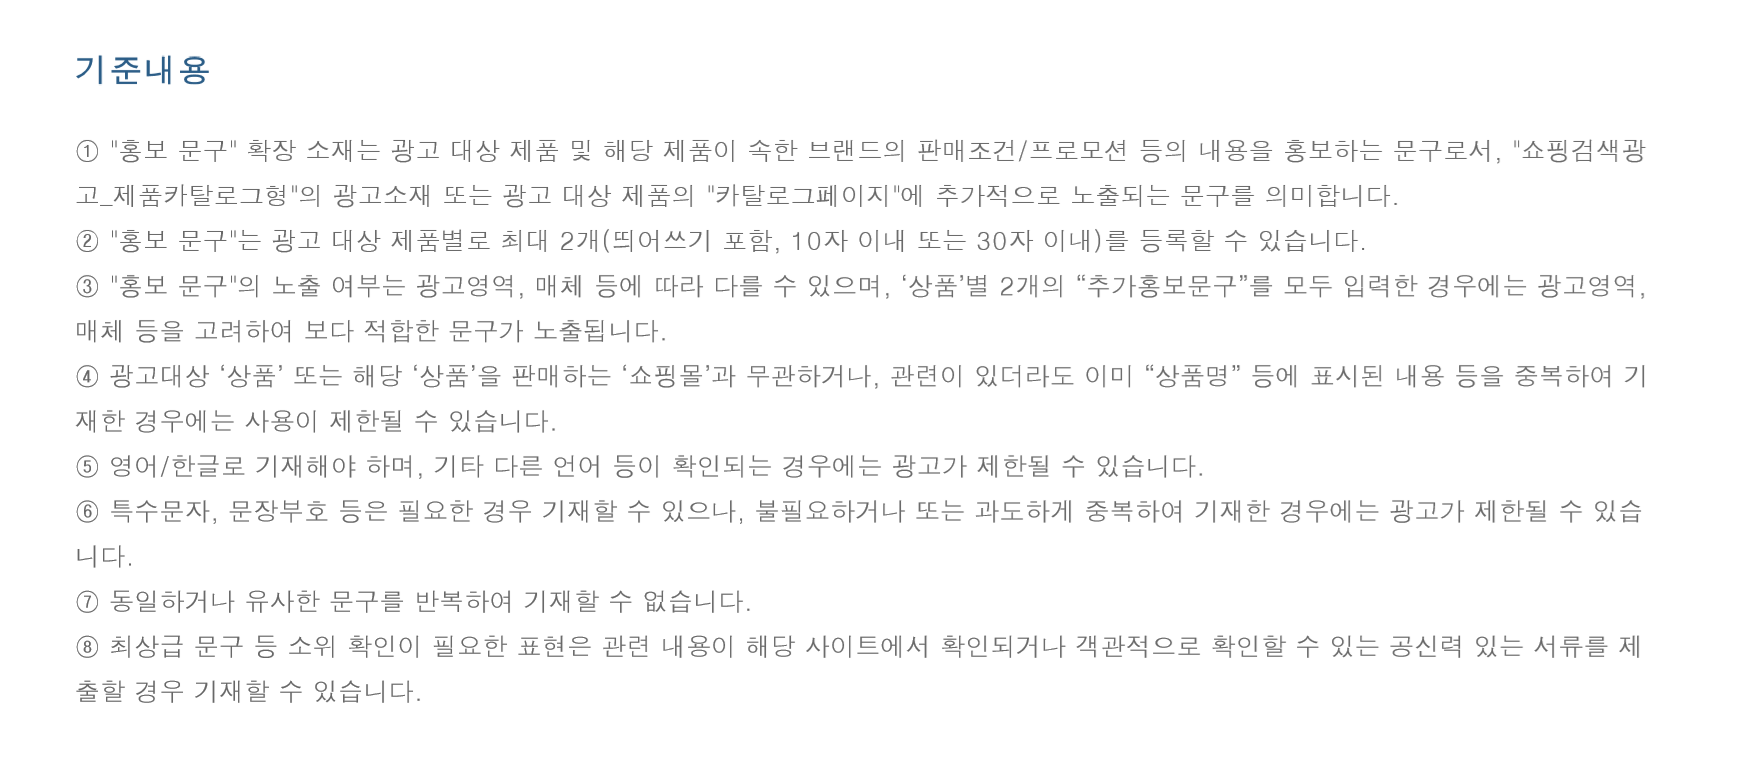 기준내용
① "홍보 문구" 확장 소재는 광고 대상 제품 및 해당 제품이 속한 브랜드의 판매조건/프로모션 등의 내용을 홍보하는 문구로서, "쇼핑검색광
고_제품카탈로그형"의 광고소재 또는 광고 대상 제품의 "카탈로그페이지"에 추가적으로 노출되는 문구를 의미합니다.
② "홍보 문구"는 광고 대상 제품별로 최대 2개(띄어쓰기 포함, 10자 이내 또는 30자 이내)를 등록할 수 있습니다.
③ "홍보 문구"의 노출 여부는 광고영역, 매체 등에 따라 다를 수 있으며, ‘상품’별 2개의 “추가홍보문구”를 모두 입력한 경우에는 광고영역,
매체 등을 고려하여 보다 적합한 문구가 노출됩니다.
④ 광고대상 ‘상품’ 또는 해당 ‘상품’을 판매하는 ‘쇼핑몰’과 무관하거나, 관련이 있더라도 이미 “상품명” 등에 표시된 내용 등을 중복하여 기
재한 경우에는 사용이 제한될 수 있습니다.
⑤ 영어/한글로 기재해야 하며, 기타 다른 언어 등이 확인되는 경우에는 광고가 제한될 수 있습니다.
⑥ 특수문자, 문장부호 등은 필요한 경우 기재할 수 있으나, 불필요하거나 또는 과도하게 중복하여 기재한 경우에는 광고가 제한될 수 있습
니다.
⑦ 동일하거나 유사한 문구를 반복하여 기재할 수 없습니다.
⑧ 최상급 문구 등 소위 확인이 필요한 표현은 관련 내용이 해당 사이트에서 확인되거나 객관적으로 확인할 수 있는 공신력 있는 서류를 제
출할 경우 기재할 수 있습니다.